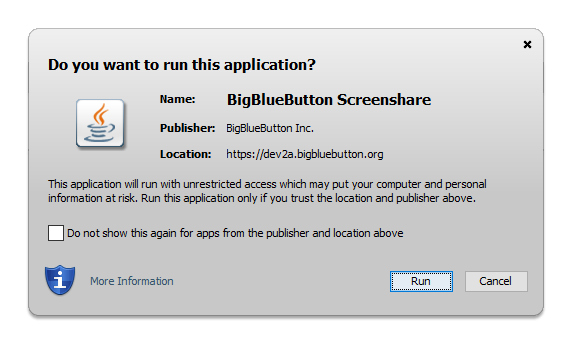 Do you want to run this application?
Name: BigBlueButton Screenshare
Publisher: BigBlueButton Inc.
Location: https://dev2a.bigbluebutton.org
This application will run with unrestricted access which may put your computer and personal
information at risk. Run this application only if you trust the location and publisher above.
Do not show this again for apps from the publisher and location above
More Information
Run
Cancel